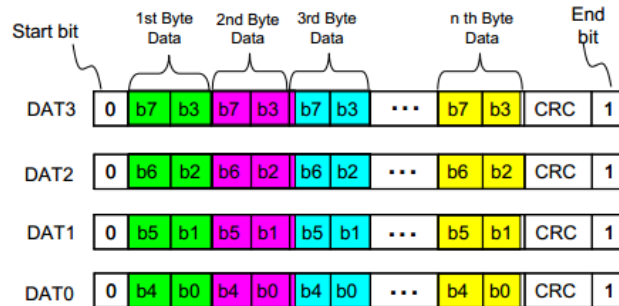 Start bit
1st Byte Data
2nd Byte Data
3rd Byte Data
n th Byte Data
End bit
DAT3 0 b7 b3 b7 b3 b7 b3 ... b7 b3 CRC 1
DAT2 0 b6 b2 b6 b2 b6 b2 ... b6 b2 CRC 1
DAT1 0 b5 b1 b5 b1 b5 b1 ... b5 b1 CRC 1
DAT0 0 b4 b0 b4 b0 b4 b0 ... b4 b0 CRC 1